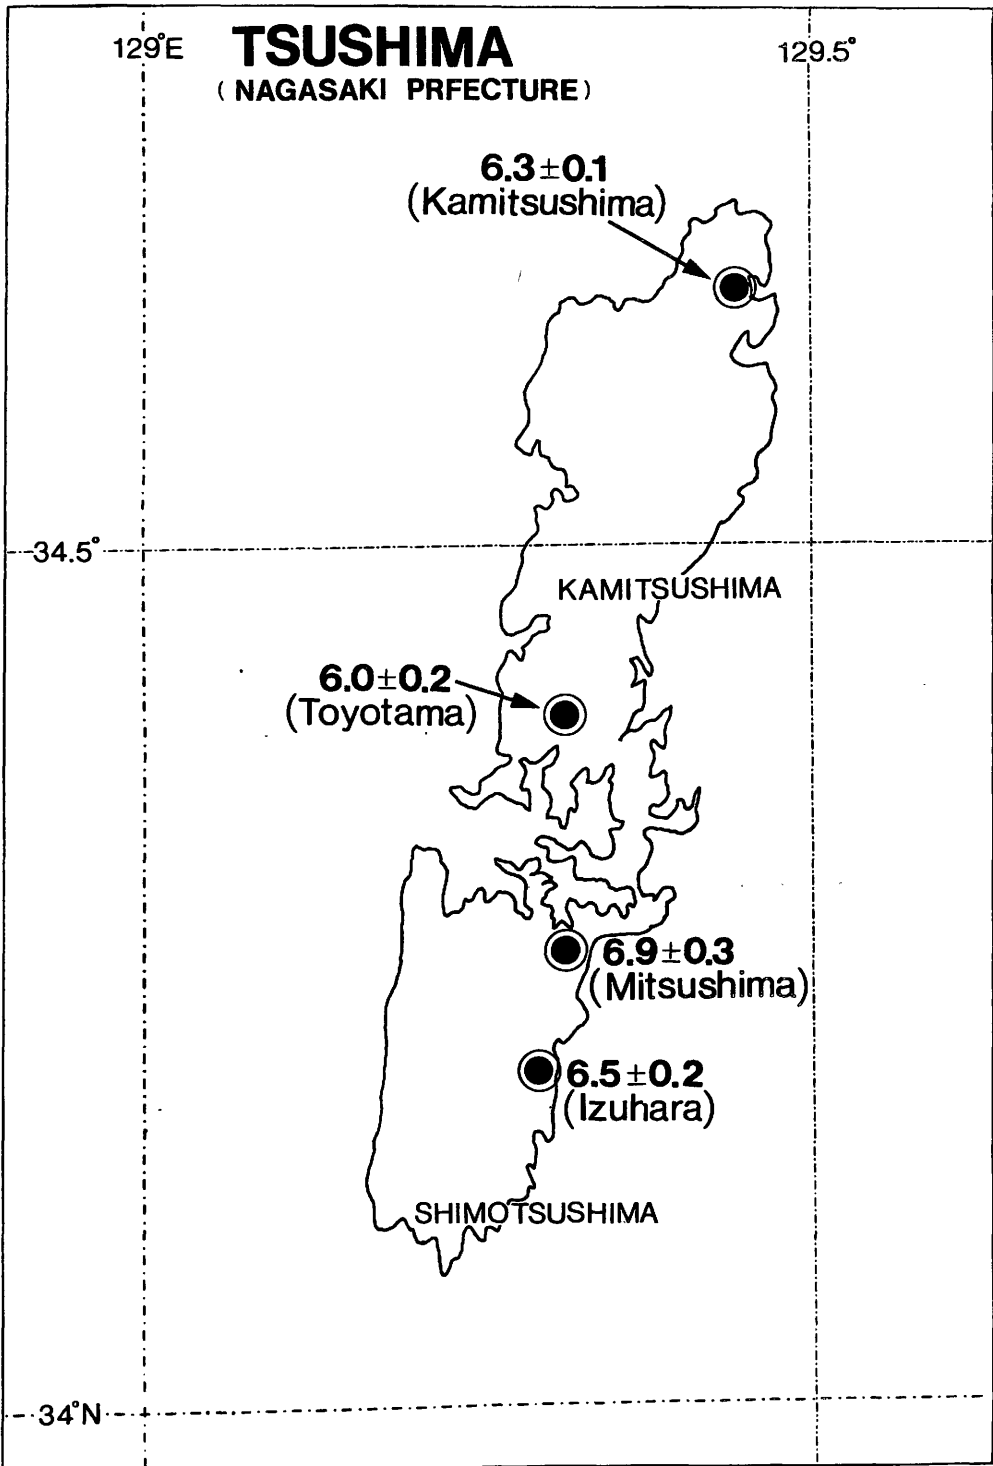 129°E
TSUSHIMA
129.5°
(NAGASAKI PRFECTURE)
6.3±0.1
(Kamitsushima)
34.5°
KAMITSUSHIMA
6.0±0.2
(Toyotama)
6.9±0.3
(Mitsushima)
6.5±0.2
(Izuhara)
SHIMOTSUSHIMA
34°N